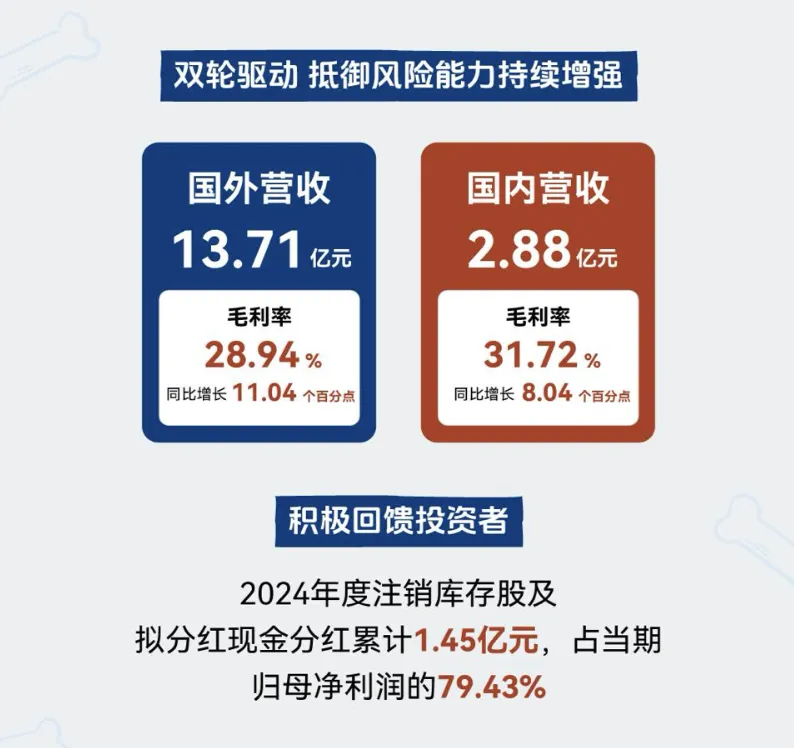 双轮驱动 抵御风险能力持续增强
国外营收
13.71 亿元
毛利率
28.94 %
同比增长 11.04 个百分点
国内营收
2.88 亿元
毛利率
31.72 %
同比增长 8.04 个百分点
积极回馈投资者
2024年度注销库存股及
拟分红现金分红累计1.45亿元，占当期
归母净利润的79.43%